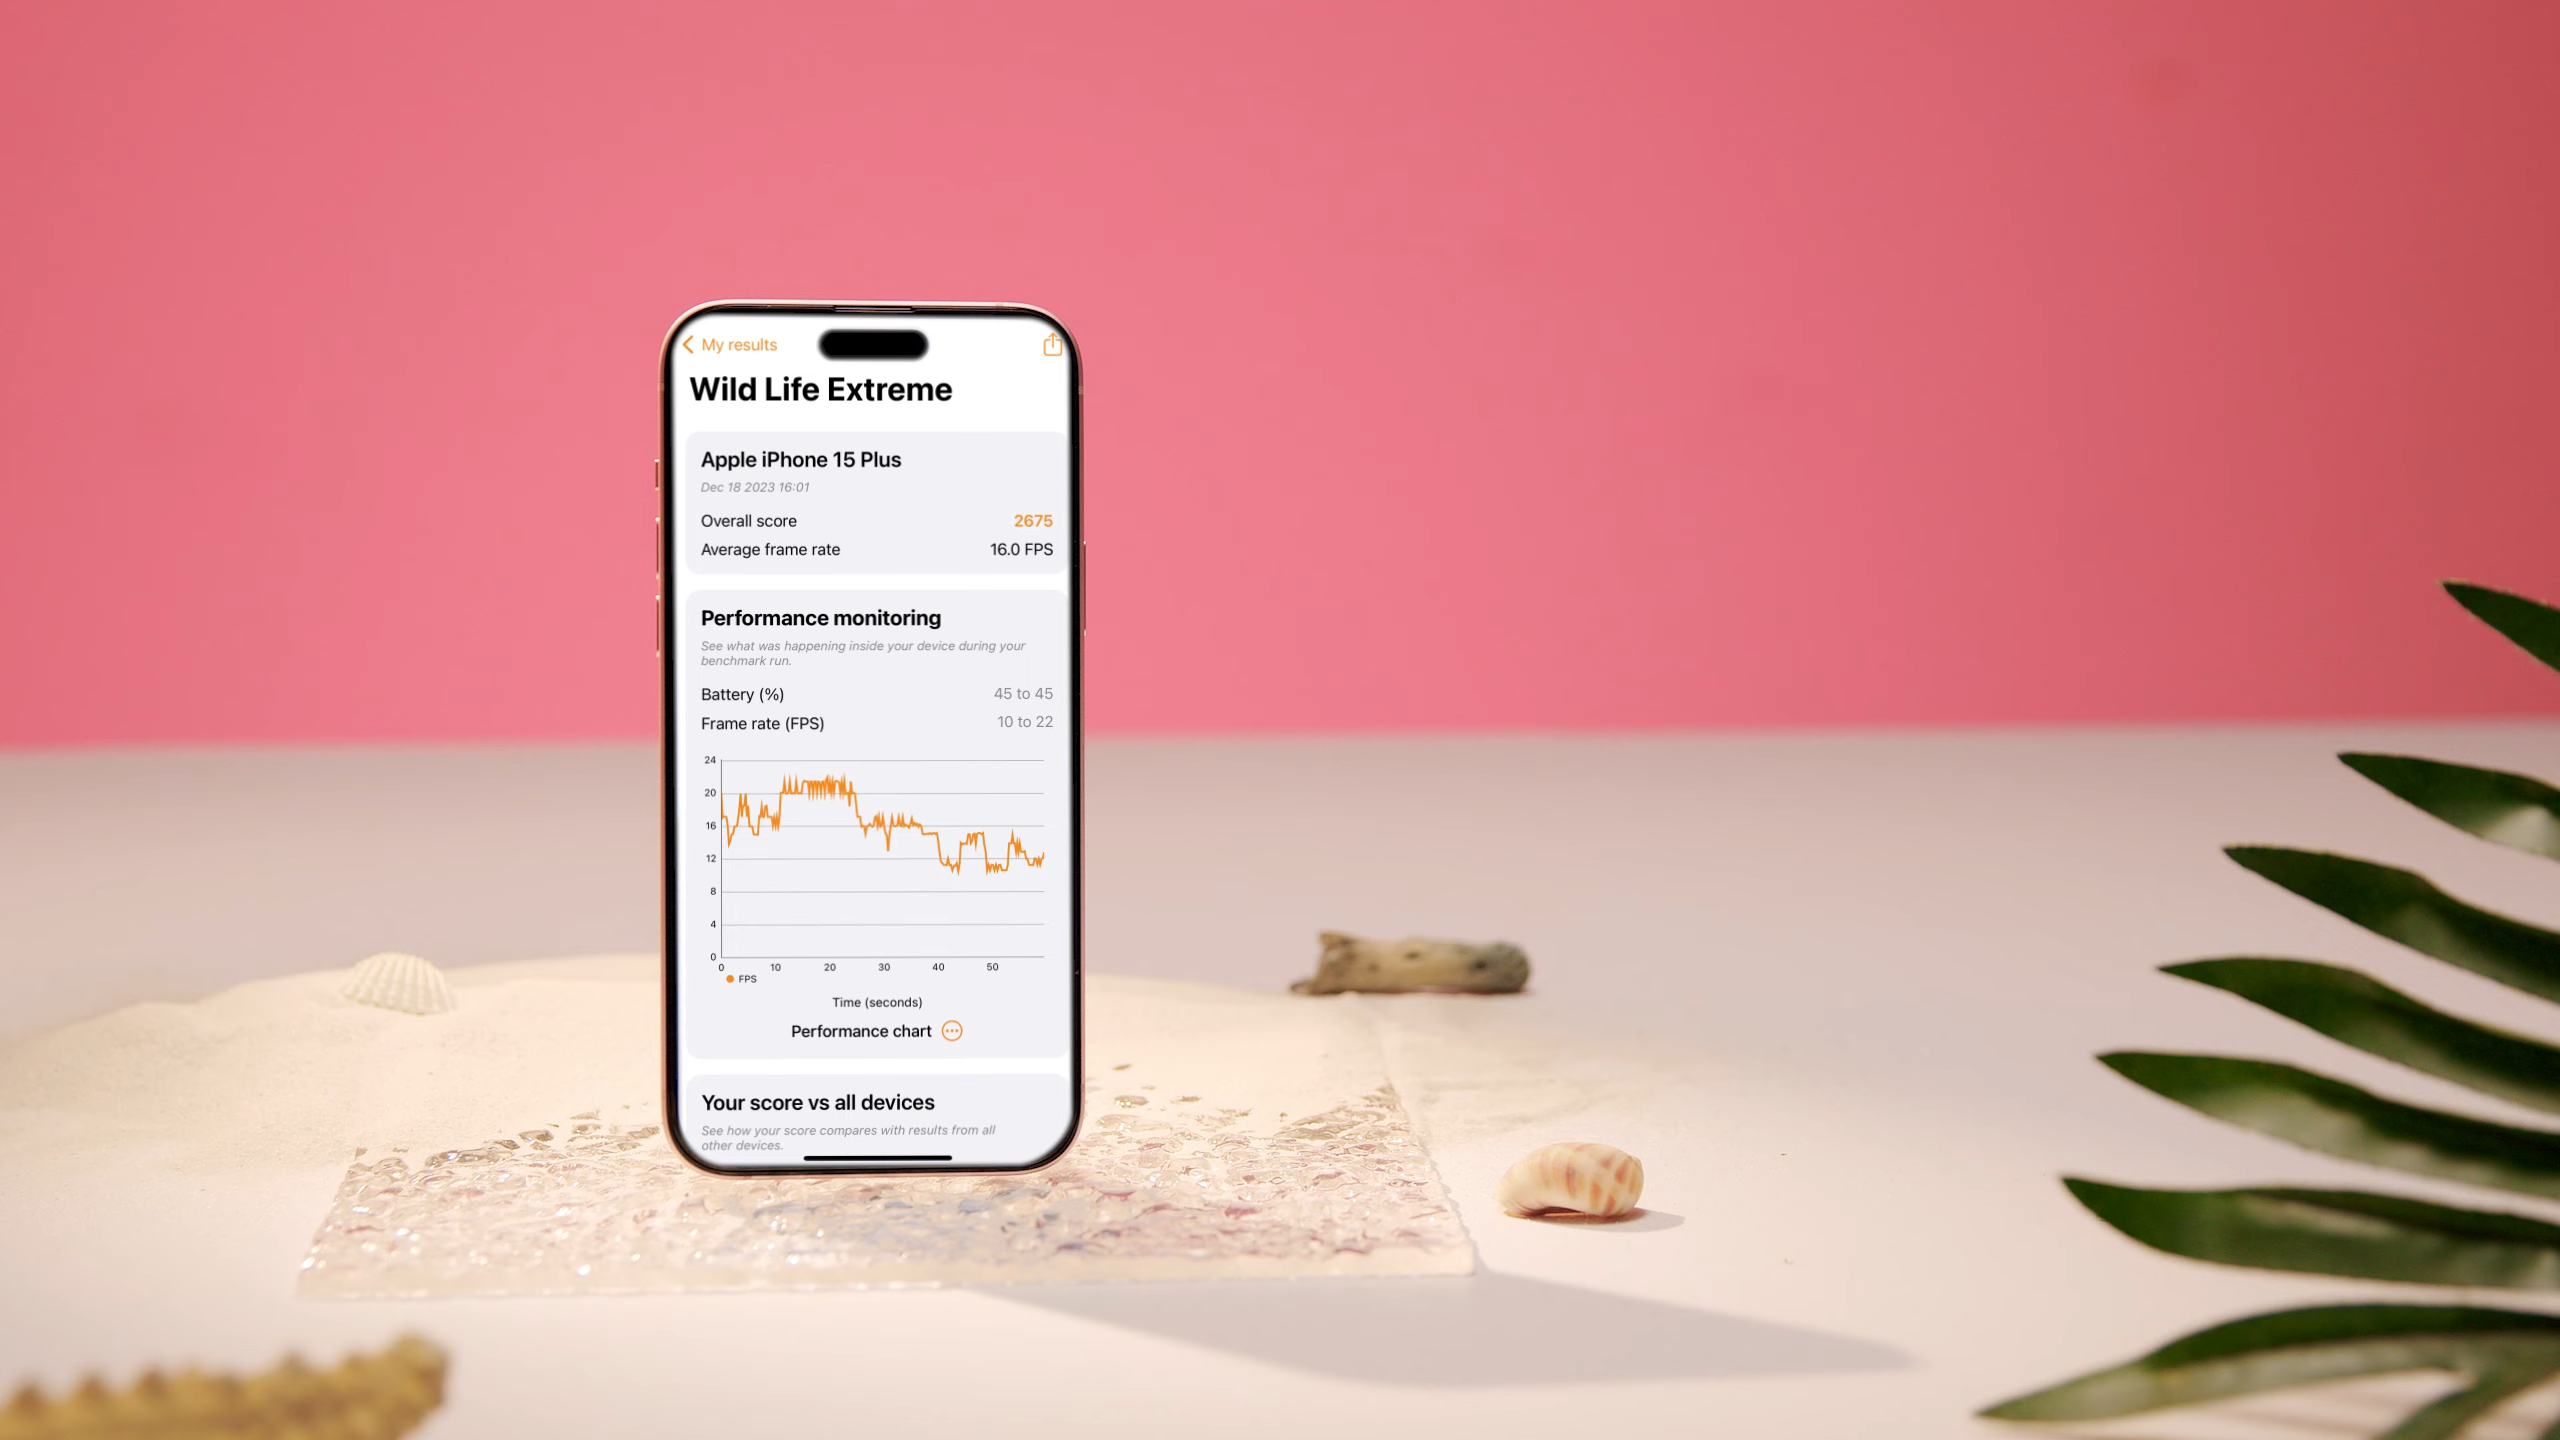 My results
Wild Life Extreme
Apple iPhone 15 Plus
Dec 18 2023 16:01
Overall score 2675
Average frame rate 16.0 FPS
Performance monitoring
See what was happening inside your device during your
benchmark run.
Battery (%) 45 to 45
Frame rate (FPS) 10 to 22
24
20
16
12
8
4
0
0 10 20 30 40 50
FPS
Time (seconds)
Performance chart
Your score vs all devices
See how your score compares with results from all
other devices.